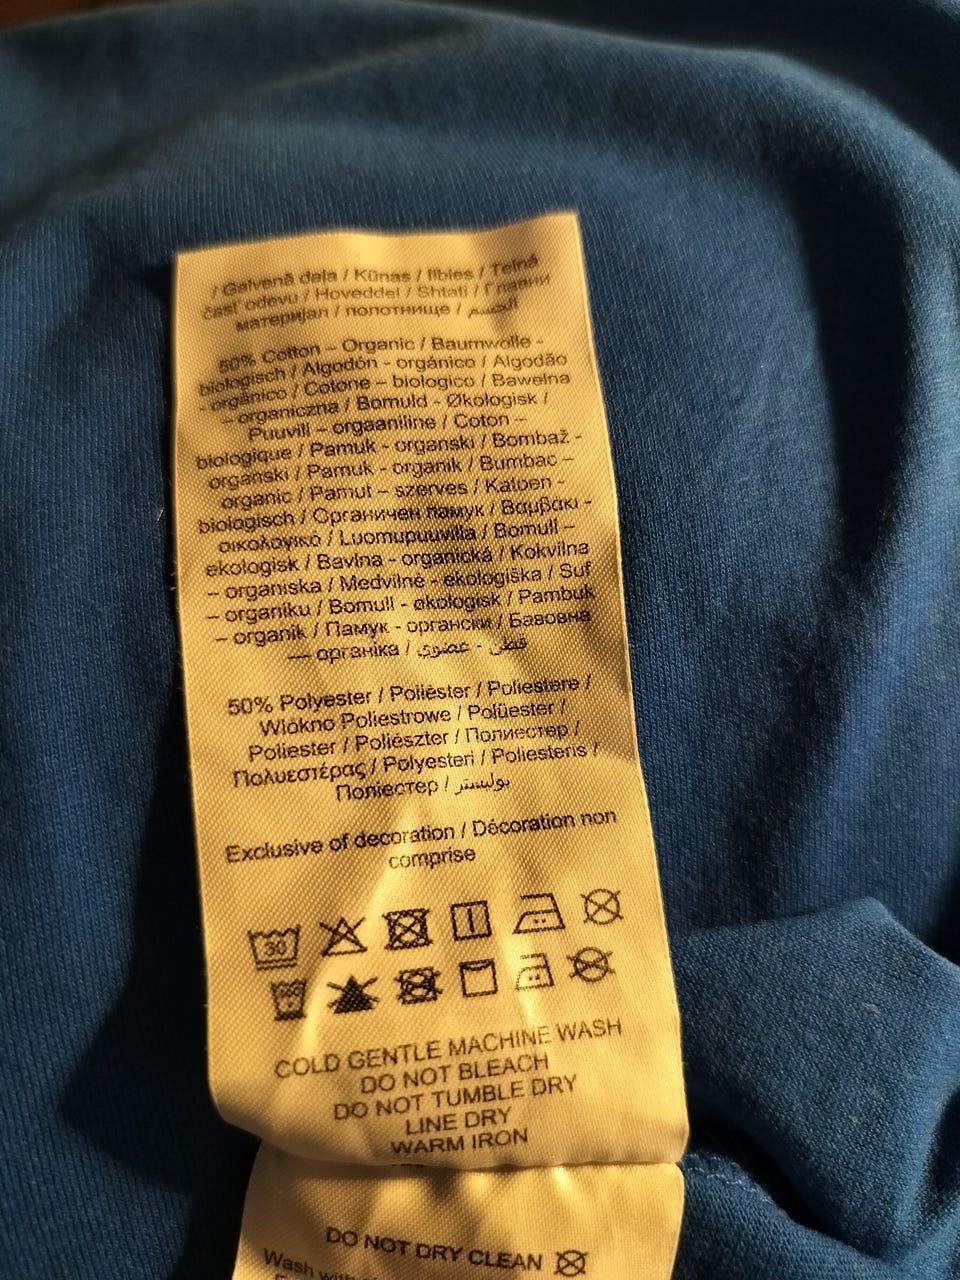 / Galvenā daļa / Kūnas / Ilbies / Telná
časť odevu / Hoveddel / Shtati / Главни
материјал / полотнище / الجسم
50% Cotton – Organic / Baumwolle -
biologisch / Algodón - orgánico / Algodão
- orgânico / Cotone – biologico / Bawełna
– organiczna / Bomuld - Økologisk /
Puuvill – orgaaniline / Coton –
biologique / Pamuk - organski / Bombaž -
organski / Pamuk - organik / Bumbac –
organic / Pamut – szerves / Katoen -
biologisch / Органичен памук / Βαμβάκι -
οικολογικό / Luomupuuvilla / Bomull –
ekologisk / Bavlna - organická / Kokvilna
– organiska / Medvilnė - ekologiška / Suf
– organiku / Bomull - økologisk / Pambuk
– organik / Памук - органски / Бавовна
— органіка / قطن - عضوي
50% Polyester / Poliéster / Poliestere /
Włókno Poliestrowe / Polüester /
Poliester / Poliészter / Полиестер /
Πολυεστέρας / Polyesteri / Poliesteris /
Поліестер / بوليستر
Exclusive of decoration / Décoration non
comprise
30
COLD GENTLE MACHINE WASH
DO NOT BLEACH
DO NOT TUMBLE DRY
LINE DRY
WARM IRON
DO NOT DRY CLEAN
Wash with